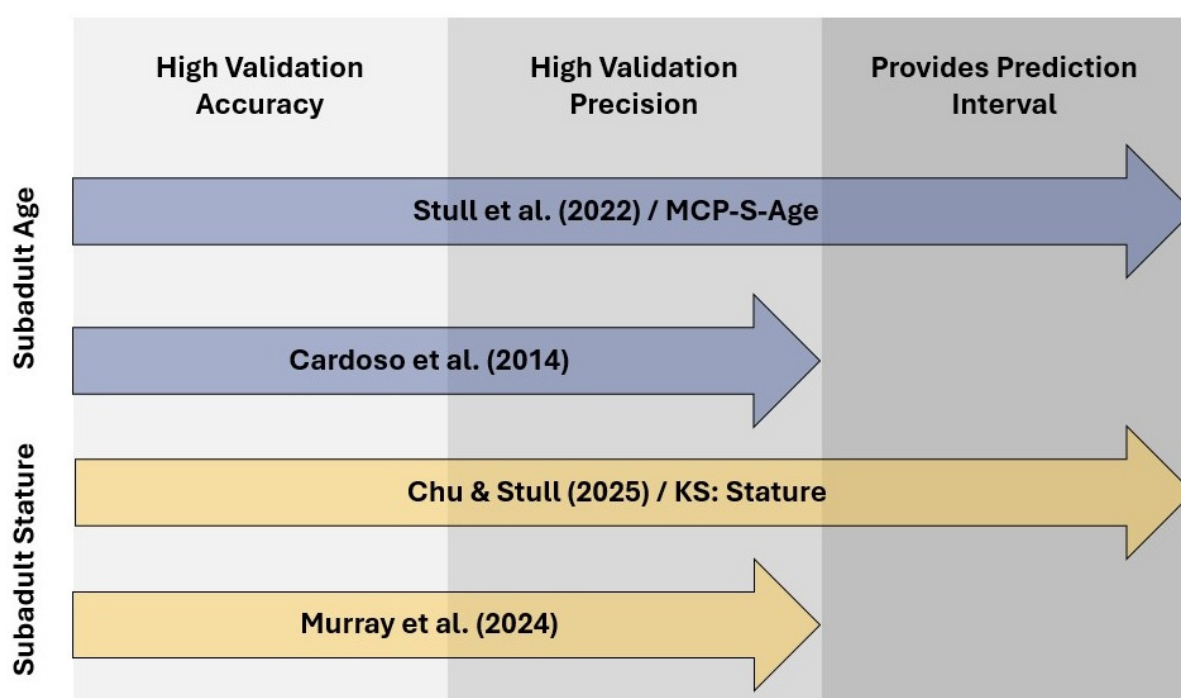 High Validation
Accuracy
High Validation
Precision
Provides Prediction
Interval
Subadult Age
Stull et al. (2022) / MCP-S-Age
Cardoso et al. (2014)
Subadult Stature
Chu & Stull (2025) / KS: Stature
Murray et al. (2024)